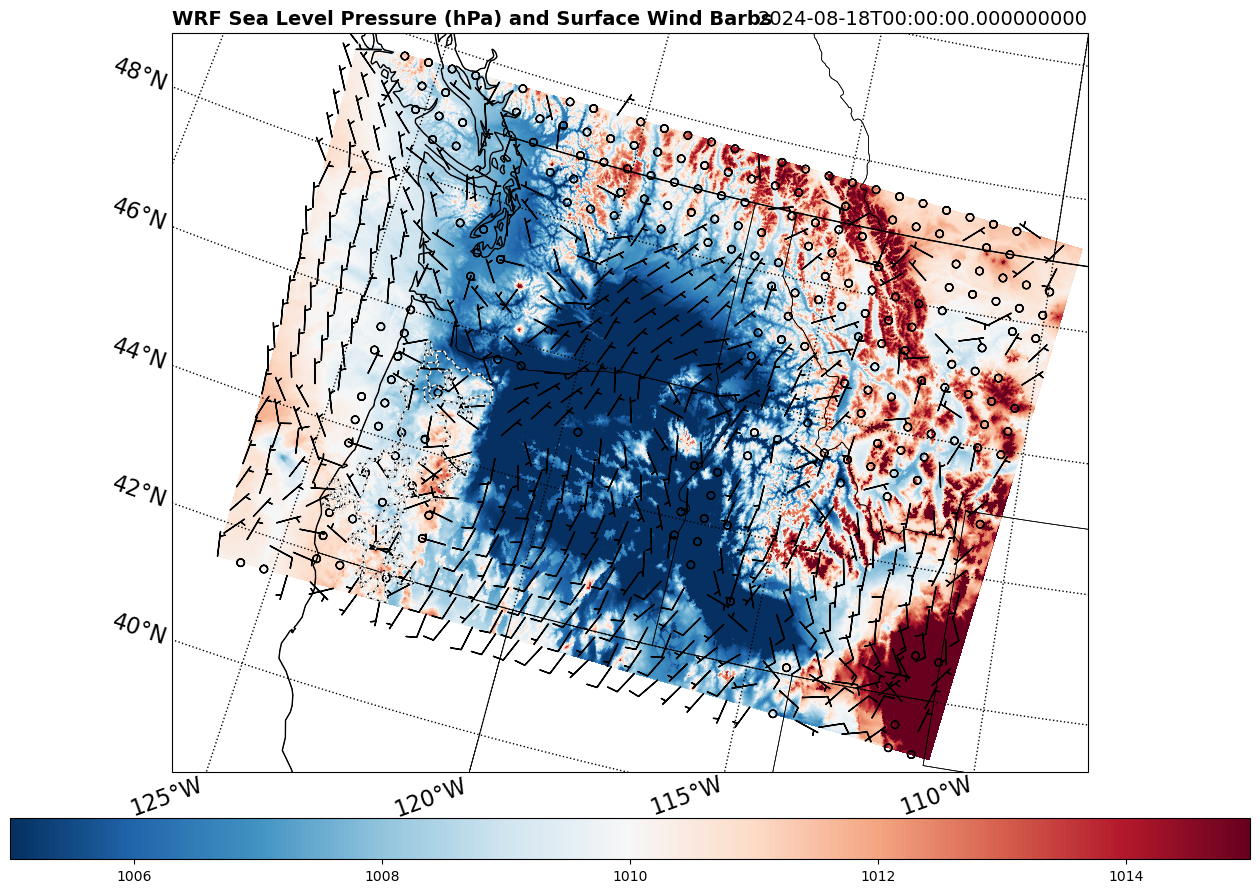 WRF Sea Level Pressure (hPa) and Surface Wind Barbs
2024-08-18T00:00:00.000000000
48°N
46°N
44°N
42°N
40°N
125°W
120°W
115°W
110°W
1006
1008
1010
1012
1014